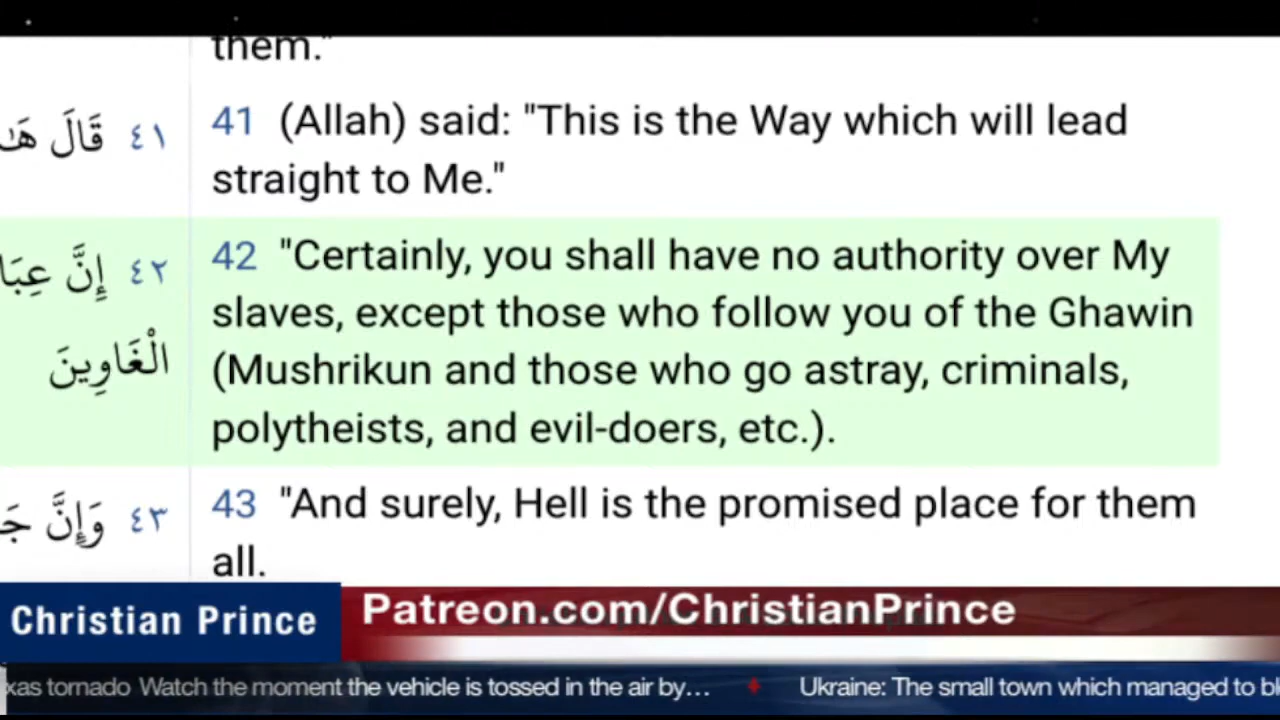 them."
41 (Allah) said: "This is the Way which will lead
straight to Me."
٤١ قَالَ
42 "Certainly, you shall have no authority over My
slaves, except those who follow you of the Ghawin
(Mushrikun and those who go astray, criminals,
polytheists, and evil-doers, etc.).
٤٢ إِنَّ
الْغَاوِينَ
43 "And surely, Hell is the promised place for them
all.
٤٣ وَإِنَّ
Christian Prince
Patreon.com/ChristianPrince
tornado Watch the moment the vehicle is tossed in the air by… Ukraine: The small town which managed to